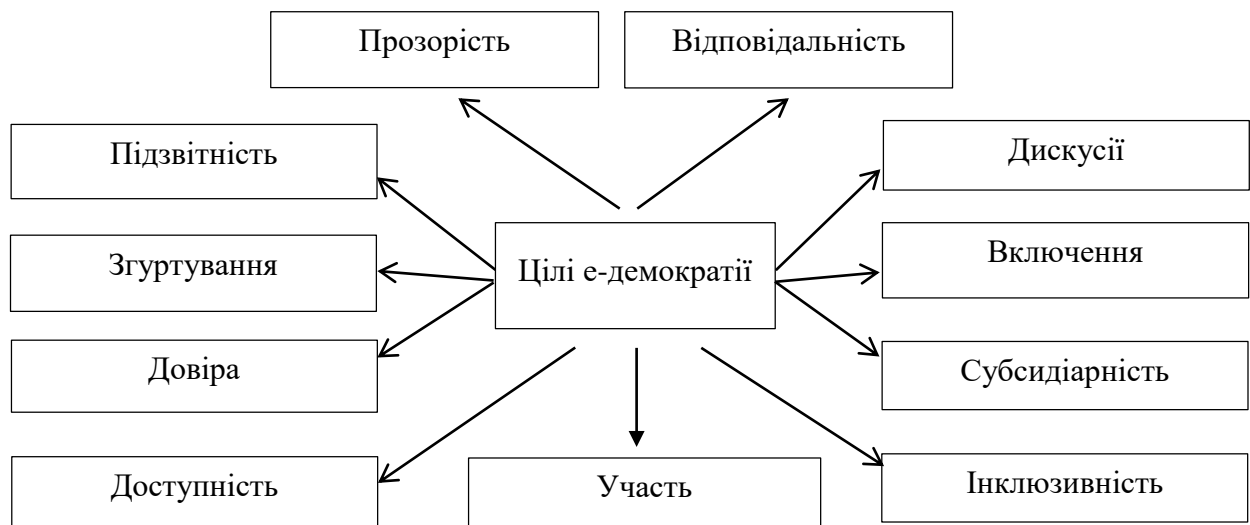 Прозорість
Відповідальність
Підзвітність
Дискусії
Згуртування
Цілі е-демократії
Включення
Довіра
Субсидіарність
Доступність
Участь
Інклюзивність